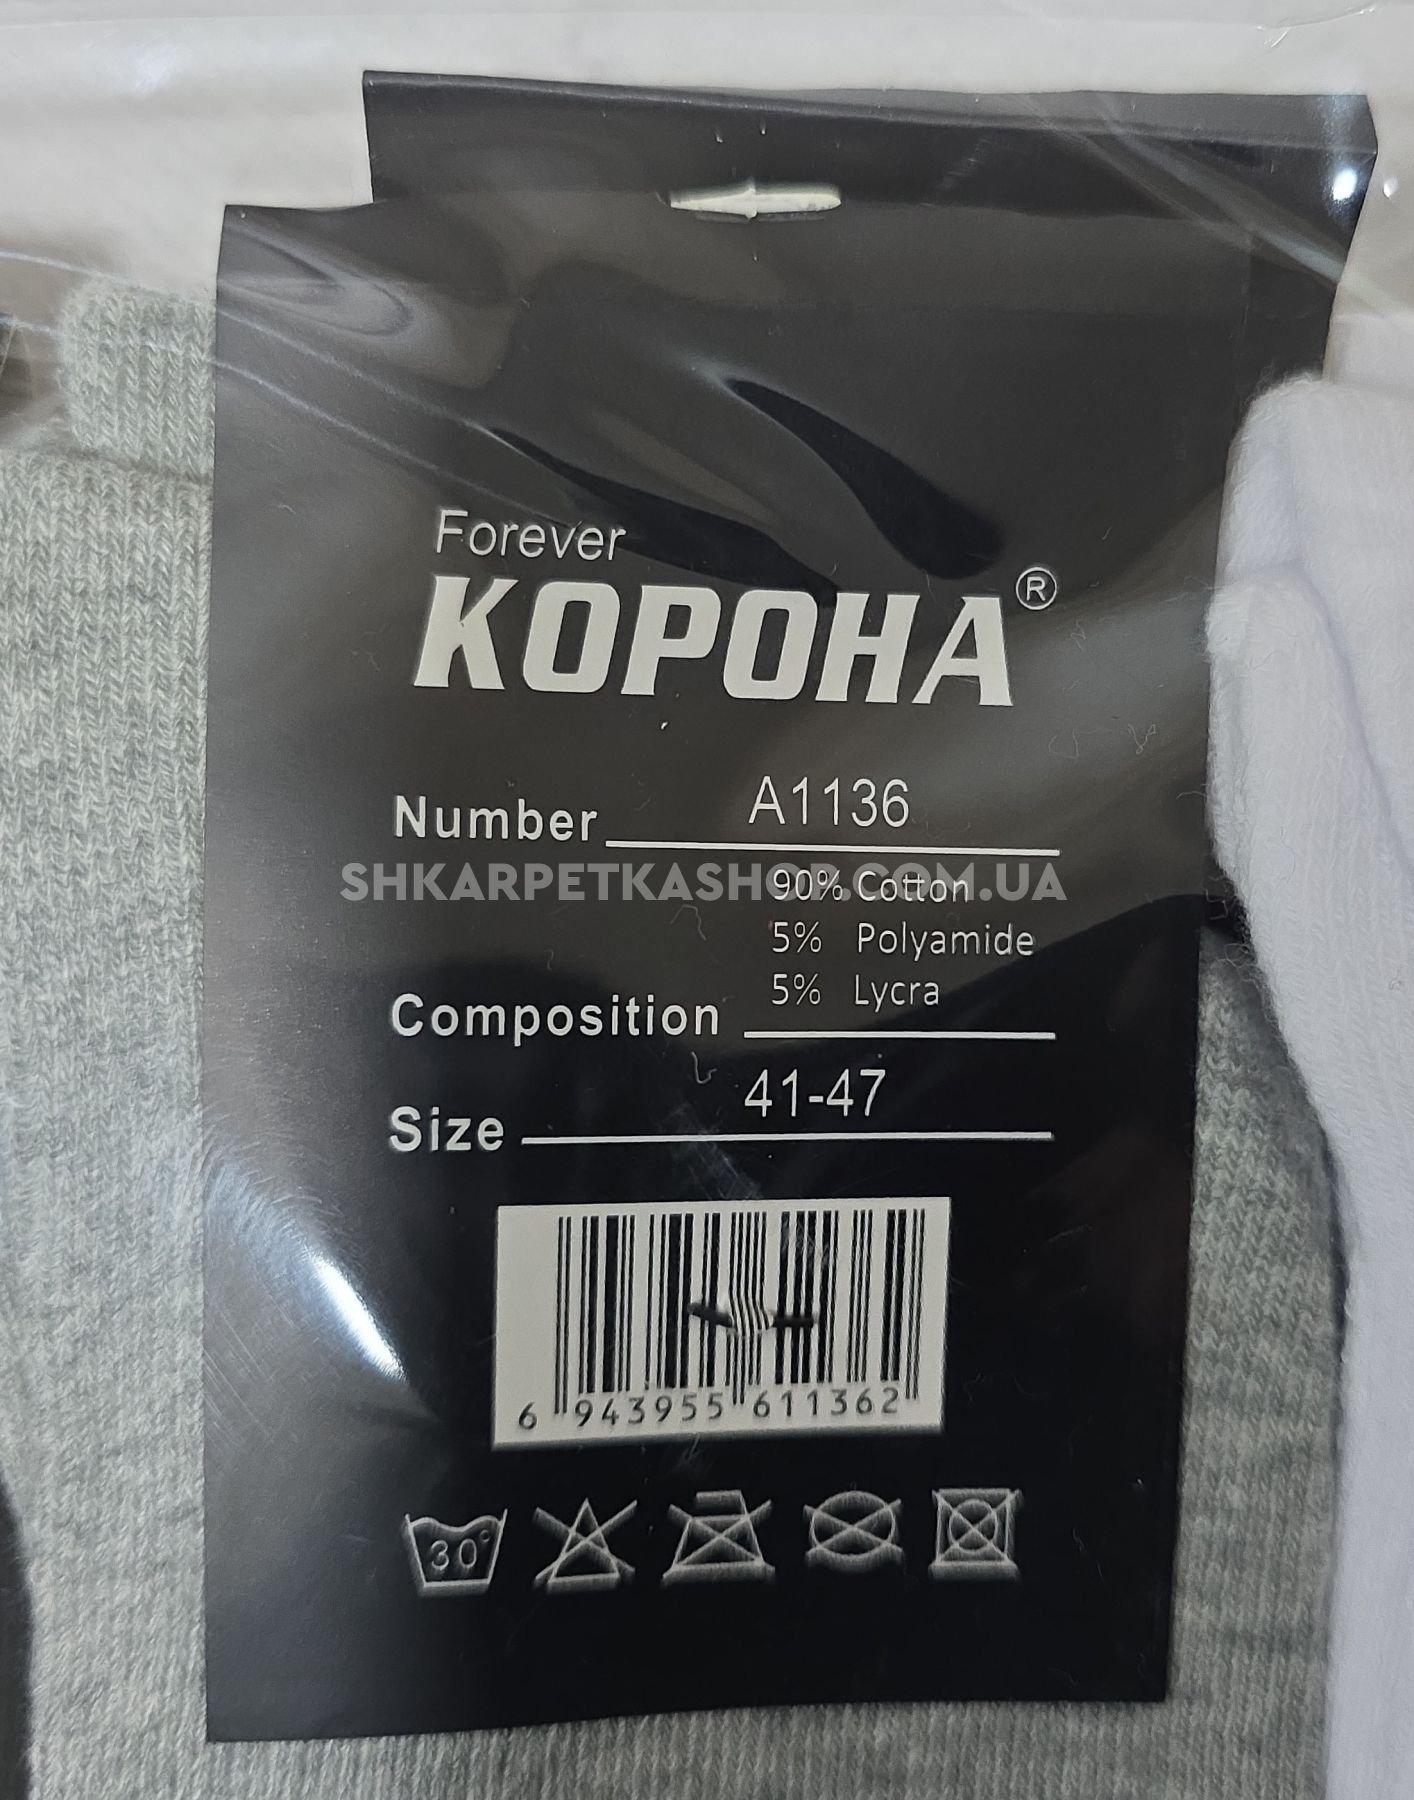 Forever
КОРОНА®
Number A1136
SHKARPETKASHOP.COM.UA
90% Cotton
5% Polyamide
5% Lycra
Composition
Size 41-47
6 943955 611362
30°